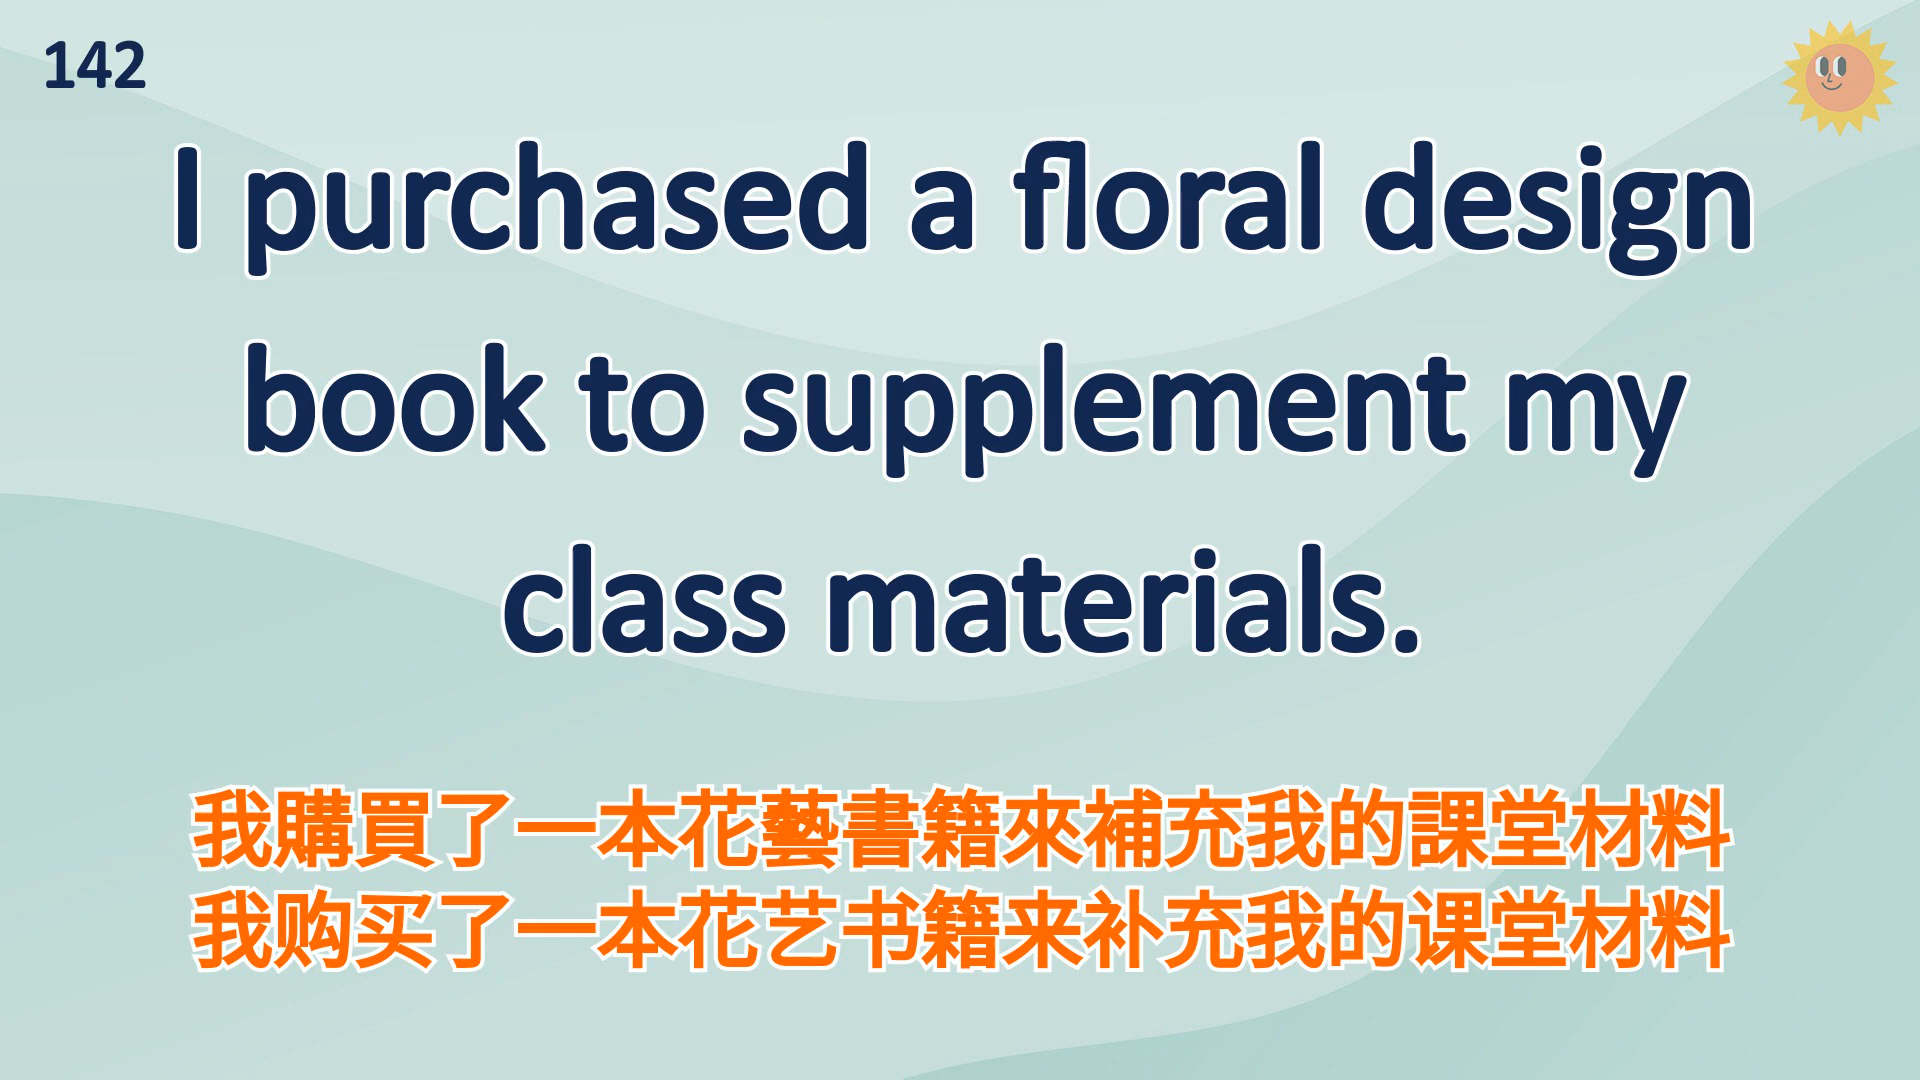 142
I purchased a floral design
book to supplement my
class materials.
我購買了一本花藝書籍來補充我的課堂材料
我购买了一本花艺书籍来补充我的课堂材料